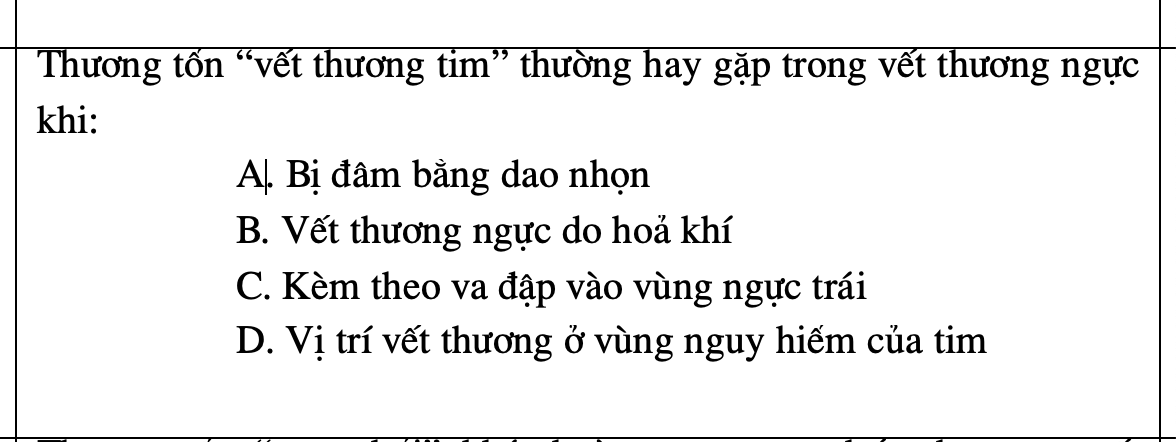 Thương tổn “vết thương tim” thường hay gặp trong vết thương ngực
khi:
A. Bị đâm bằng dao nhọn
B. Vết thương ngực do hoả khí
C. Kèm theo va đập vào vùng ngực trái
D. Vị trí vết thương ở vùng nguy hiểm của tim